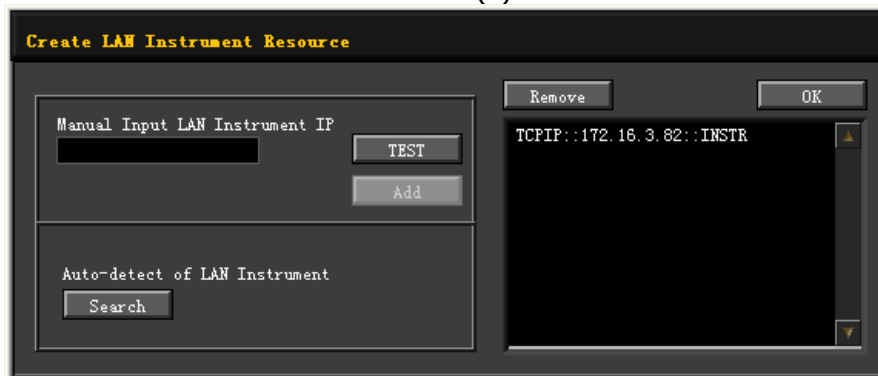 Create LAN Instrument Resource
Manual Input LAN Instrument IP
TEST
Add
Auto-detect of LAN Instrument
Search
Remove
OK
TCPIP::172.16.3.82::INSTR